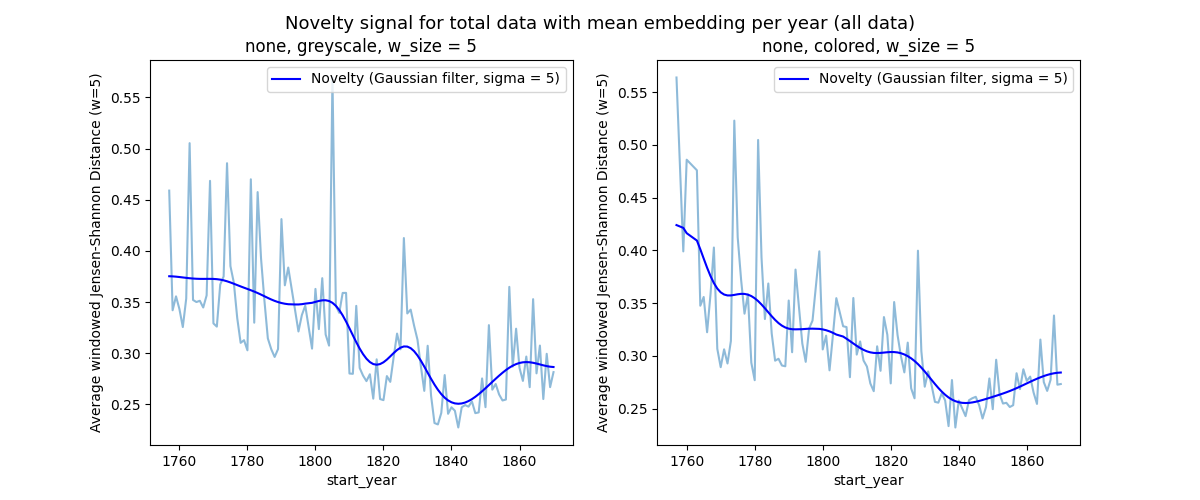 Novelty signal for total data with mean embedding per year (all data)
none, greyscale, w_size = 5
Novelty (Gaussian filter, sigma = 5)
Average windowed Jensen-Shannon Distance (w=5)
0.55
0.50
0.45
0.40
0.35
0.30
0.25
1760 1780 1800 1820 1840 1860
start_year
none, colored, w_size = 5
Novelty (Gaussian filter, sigma = 5)
Average windowed Jensen-Shannon Distance (w=5)
0.55
0.50
0.45
0.40
0.35
0.30
0.25
1760 1780 1800 1820 1840 1860
start_year